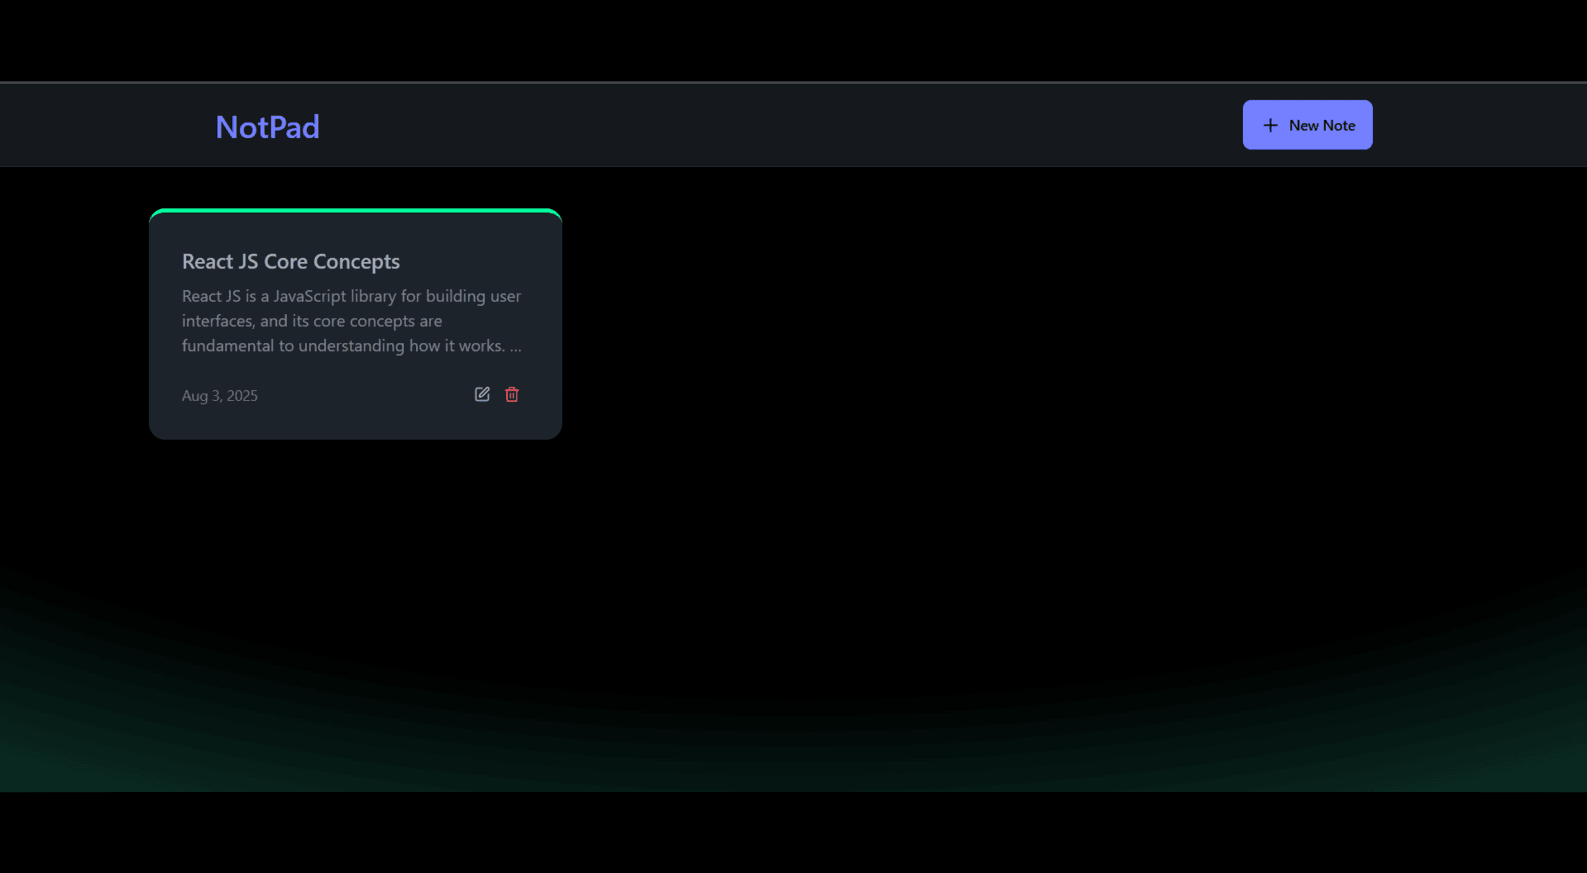 NotPad
New Note
React JS Core Concepts
React JS is a JavaScript library for building user
interfaces, and its core concepts are
fundamental to understanding how it works. ...
Aug 3, 2025